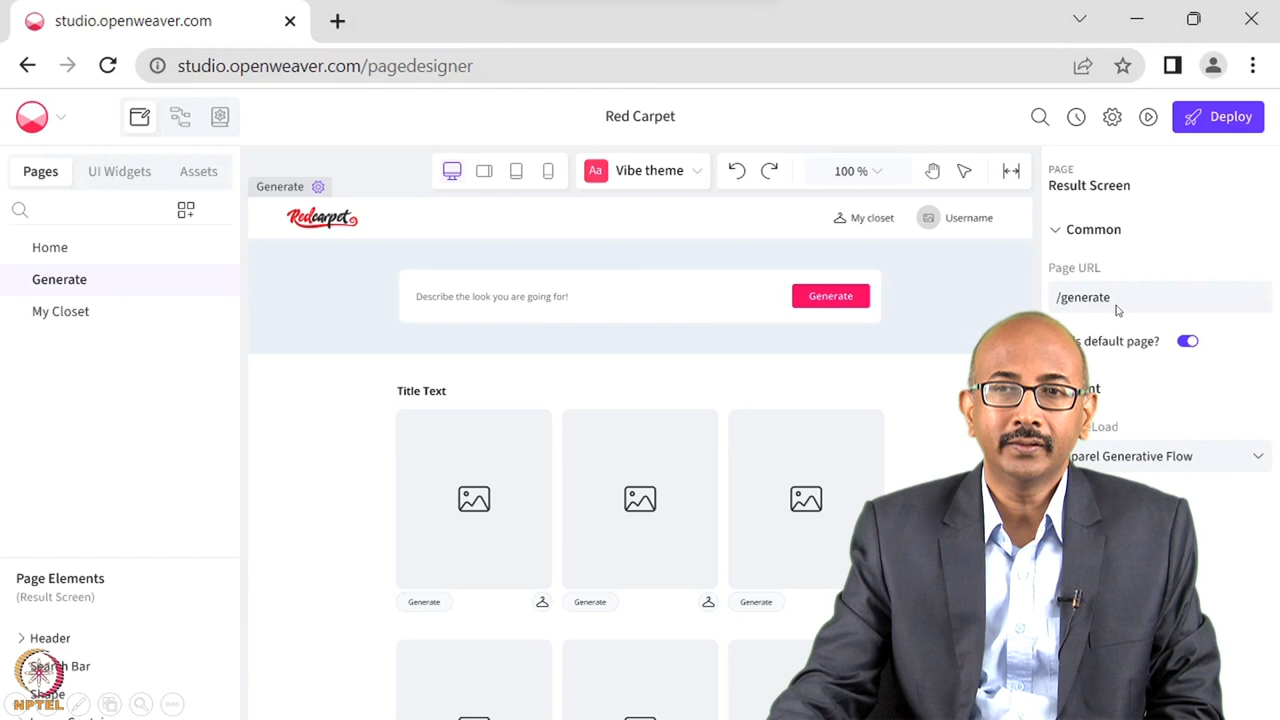 studio.openweaver.com
studio.openweaver.com/pagedesigner
Red Carpet
Deploy
Pages
UI Widgets
Assets
Aa
Vibe theme
100 %
PAGE
Result Screen
Generate
Redcarpet
My closet
Username
Common
Home
Generate
My Closet
Page URL
/generate
Describe the look you are going for!
Generate
s default page?
Title Text
Load
parel Generative Flow
Generate
Generate
Generate
Page Elements
(Result Screen)
Header
Search Bar
Shape
NPTEL